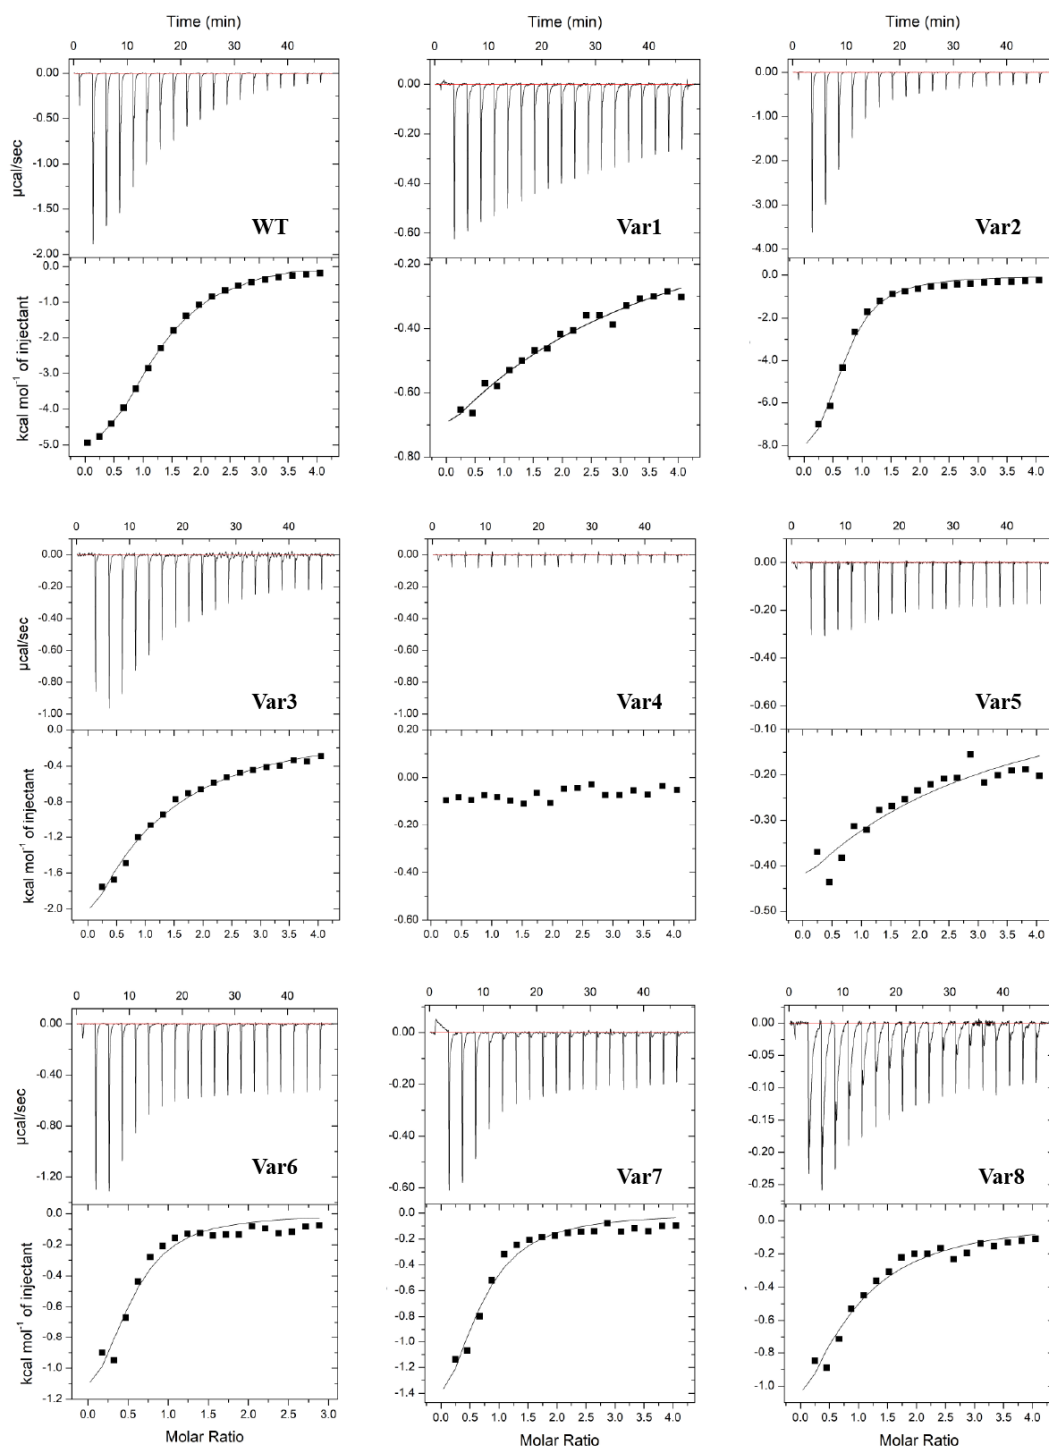 Time (min) Time (min) Time (min)
0 10 20 30 40 0 10 20 30 40 0 10 20 30 40
0.00 -0.50 -1.00 -1.50 -2.00
µcal/sec
WT
0.0 -1.0 -2.0 -3.0 -4.0 -5.0
kcal mol⁻¹ of injectant
0.0 0.5 1.0 1.5 2.0 2.5 3.0 3.5 4.0
0.00 -0.20 -0.40 -0.60
Var1
-0.20 -0.40 -0.60 -0.80
0.0 0.5 1.0 1.5 2.0 2.5 3.0 3.5 4.0
0.00 -1.00 -2.00 -3.00 -4.00
Var2
0.0 -2.0 -4.0 -6.0 -8.0
0.0 0.5 1.0 1.5 2.0 2.5 3.0 3.5 4.0
0 10 20 30 40 0 10 20 30 40 0 10 20 30 40
0.00 -0.20 -0.40 -0.60 -0.80 -1.00
µcal/sec
Var3
0.0 -0.4 -0.8 -1.2 -1.6 -2.0
kcal mol⁻¹ of injectant
0.0 0.5 1.0 1.5 2.0 2.5 3.0 3.5 4.0
0.00 -0.20 -0.40 -0.60 -0.80 -1.00
Var4
0.20 0.00 -0.20 -0.40 -0.60
0.0 0.5 1.0 1.5 2.0 2.5 3.0 3.5 4.0
0.00 -0.20 -0.40 -0.60
Var5
-0.10 -0.20 -0.30 -0.40 -0.50
0.0 0.5 1.0 1.5 2.0 2.5 3.0 3.5 4.0
0 10 20 30 40 0 10 20 30 40 0 10 20 30 40
0.00 -0.40 -0.80 -1.20
µcal/sec
Var6
0.0 -0.2 -0.4 -0.6 -0.8 -1.0 -1.2
kcal mol⁻¹ of injectant
0.0 0.5 1.0 1.5 2.0 2.5 3.0
Molar Ratio
0.00 -0.20 -0.40 -0.60
Var7
0.0 -0.2 -0.4 -0.6 -0.8 -1.0 -1.2 -1.4
0.0 0.5 1.0 1.5 2.0 2.5 3.0 3.5 4.0
Molar Ratio
0.00 -0.05 -0.10 -0.15 -0.20 -0.25
Var8
0.0 -0.2 -0.4 -0.6 -0.8 -1.0
0.0 0.5 1.0 1.5 2.0 2.5 3.0 3.5 4.0
Molar Ratio